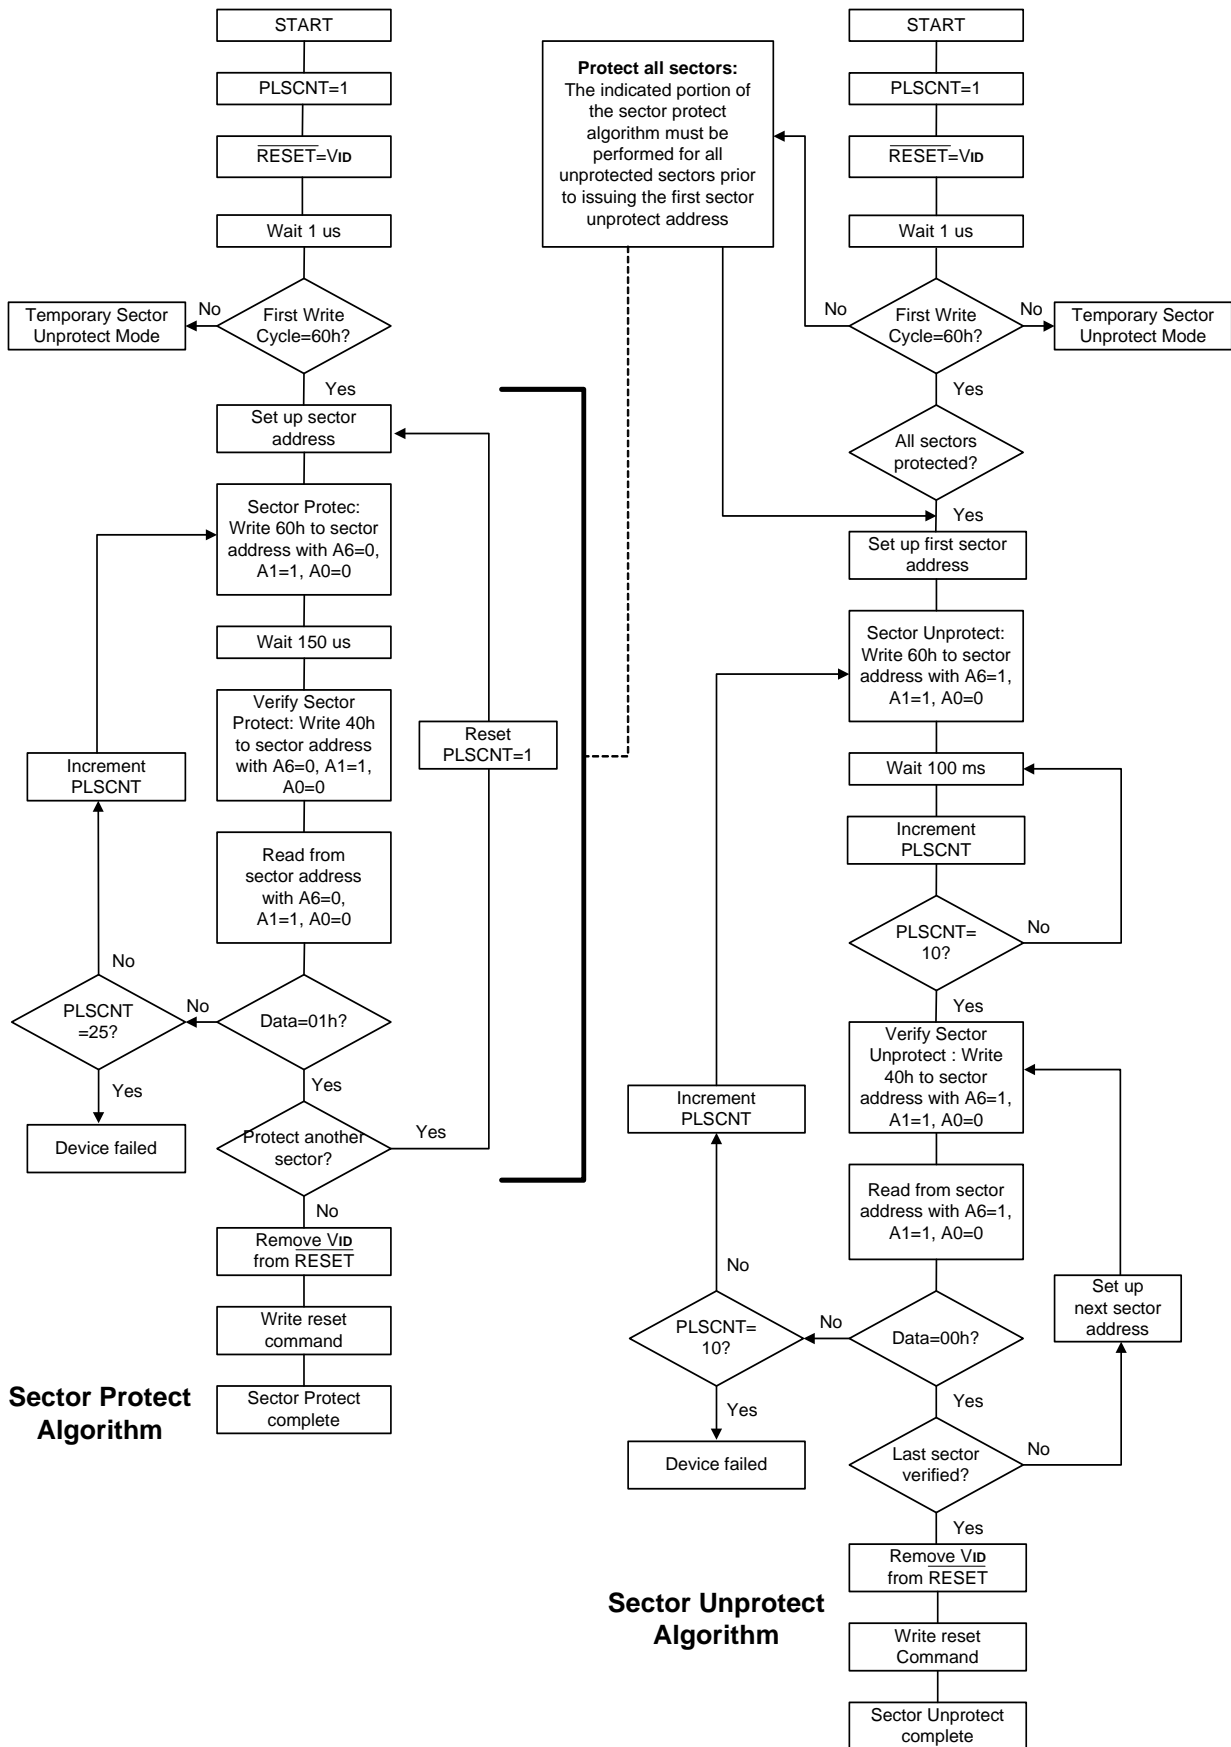 START
PLSCNT=1
RESET=VID
Wait 1 us
First Write
Cycle=60h?
No
Temporary Sector
Unprotect Mode
Yes
Set up sector
address
Sector Protec:
Write 60h to sector
address with A6=0,
A1=1, A0=0
Wait 150 us
Verify Sector
Protect: Write 40h
to sector address
with A6=0, A1=1,
A0=0
Reset
PLSCNT=1
Increment
PLSCNT
Read from
sector address
with A6=0,
A1=1, A0=0
No
PLSCNT
=25?
No
Data=01h?
Yes
Yes
Device failed
Protect another
sector?
Yes
No
Remove VID
from RESET
Write reset
command
Sector Protect
complete
Sector Protect
Algorithm
Protect all sectors:
The indicated portion of
the sector protect
algorithm must be
performed for all
unprotected sectors prior
to issuing the first sector
unprotect address
START
PLSCNT=1
RESET=VID
Wait 1 us
No
First Write
Cycle=60h?
No
Temporary Sector
Unprotect Mode
Yes
All sectors
protected?
Yes
Set up first sector
address
Sector Unprotect:
Write 60h to sector
address with A6=1,
A1=1, A0=0
Wait 100 ms
Increment
PLSCNT
PLSCNT=
10?
No
Yes
Verify Sector
Unprotect : Write
40h to sector
address with A6=1,
A1=1, A0=0
Increment
PLSCNT
Read from sector
address with A6=1,
A1=1, A0=0
No
Set up
next sector
address
PLSCNT=
10?
No
Data=00h?
Yes
Yes
Device failed
Last sector
verified?
No
Yes
Remove VID
from RESET
Write reset
Command
Sector Unprotect
complete
Sector Unprotect
Algorithm